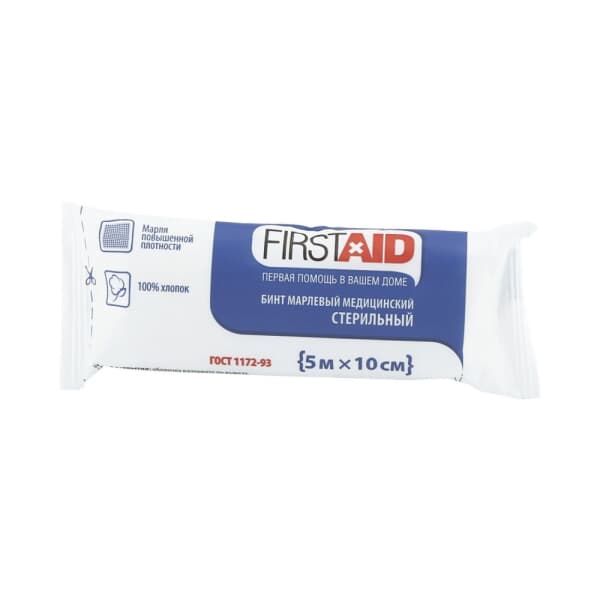 Марля
повышенной
плотности
100% хлопок
FIRSTAID
ПЕРВАЯ ПОМОЩЬ В ВАШЕМ ДОМЕ
БИНТ МАРЛЕВЫЙ МЕДИЦИНСКИЙ
СТЕРИЛЬНЫЙ
ГОСТ 1172-93
{5 м × 10 см}